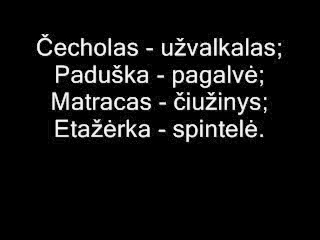 Čecholas - užvalkalas;
Paduška - pagalvė;
Matracas - čiužinys;
Etažėrka - spintelė.